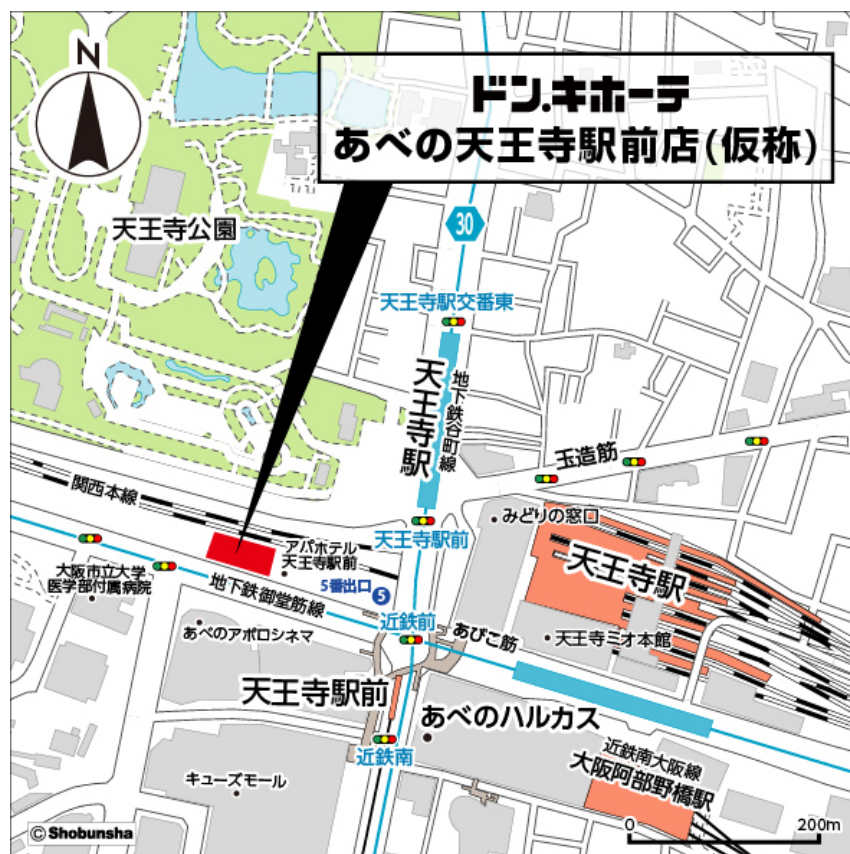 N
ドン.キホーテ
あべの天王寺駅前店(仮称)
天王寺公園
30
天王寺駅交番東
天王寺駅
地下鉄谷町線
玉造筋
関西本線
みどりの窓口
天王寺駅前
アパホテル
天王寺駅前
大阪市立大学
医学部付属病院
5番出口
5
地下鉄御堂筋線
天王寺駅
近鉄前
あびこ筋
天王寺ミオ本館
あべのアポロシネマ
天王寺駅前
あべのハルカス
近鉄南
近鉄南大阪線
大阪阿部野橋駅
キューズモール
© Shobunsha
0
200m